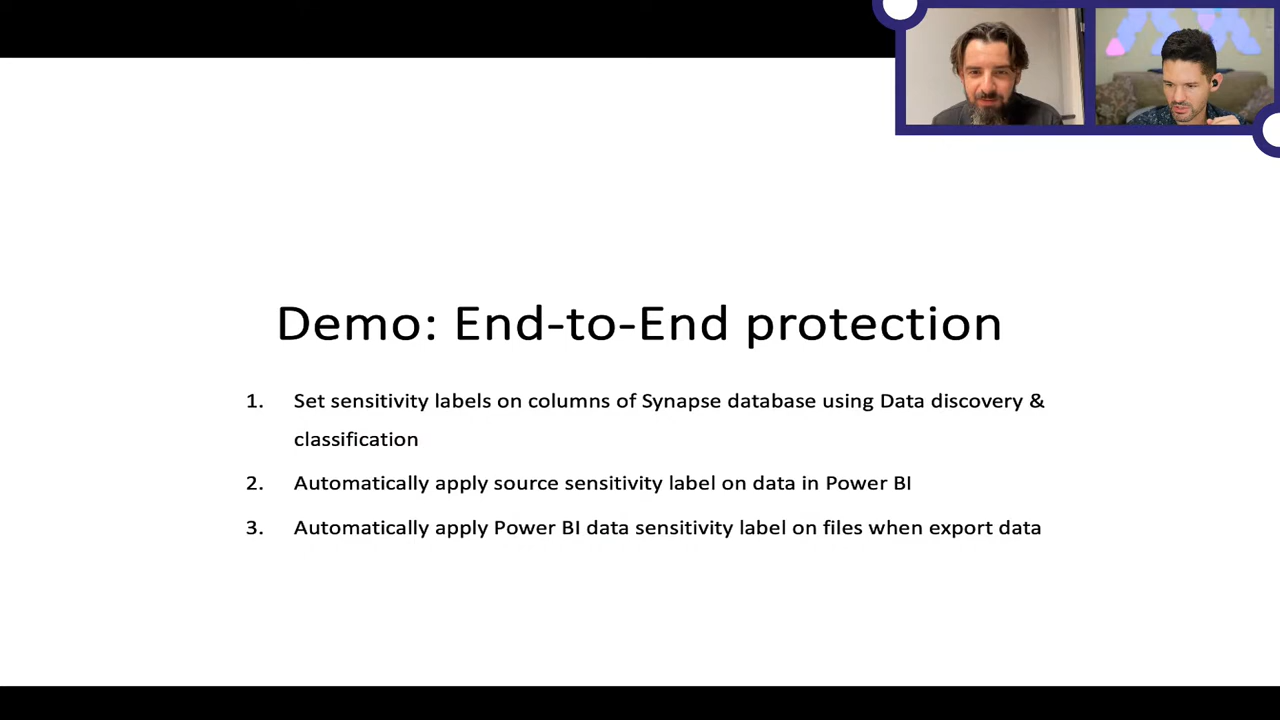 Demo: End-to-End protection
1. Set sensitivity labels on columns of Synapse database using Data discovery &
classification
2. Automatically apply source sensitivity label on data in Power BI
3. Automatically apply Power BI data sensitivity label on files when export data